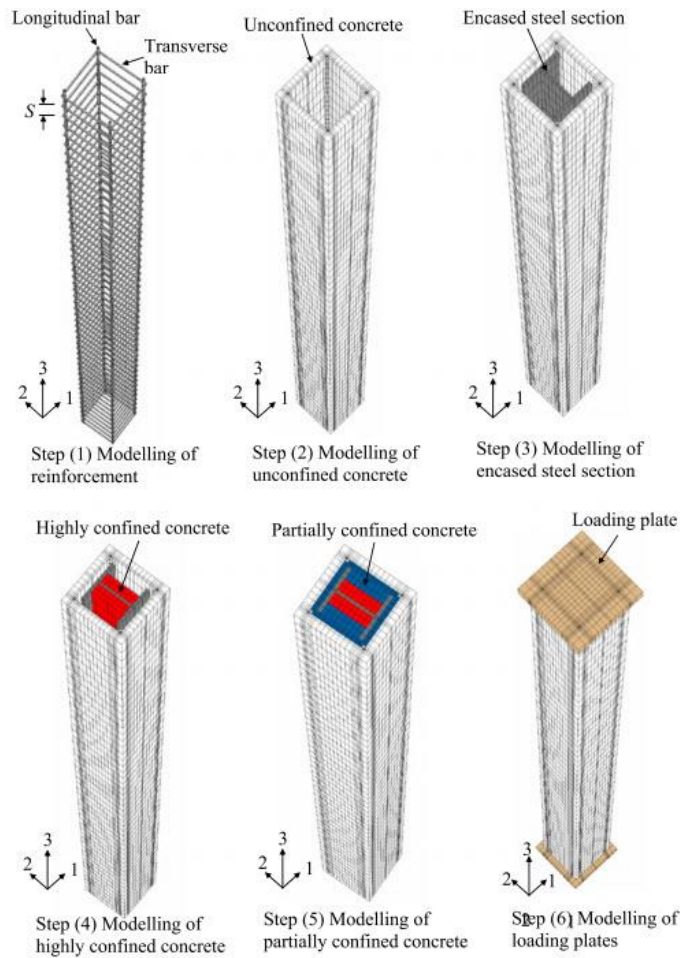 Longitudinal bar
Transverse
bar
S
3
2
1
Step (1) Modelling of
reinforcement
Unconfined concrete
Step (2) Modelling of
unconfined concrete
Encased steel section
3
2
1
Step (3) Modelling of
encased steel section
Highly confined concrete
3
2
1
Step (4) Modelling of
highly confined concrete
Partially confined concrete
3
2
1
Step (5) Modelling of
partially confined concrete
Loading plate
3
2
1
2
1
Step (6) Modelling of
loading plates